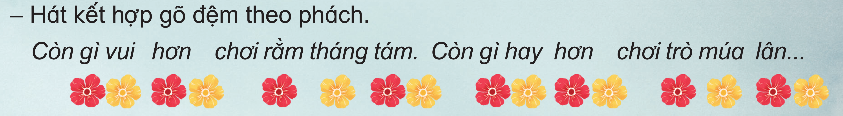 – Hát kết hợp gõ đệm theo phách.
Còn gì vui hơn chơi rằm tháng tám. Còn gì hay hơn chơi trò múa lân...